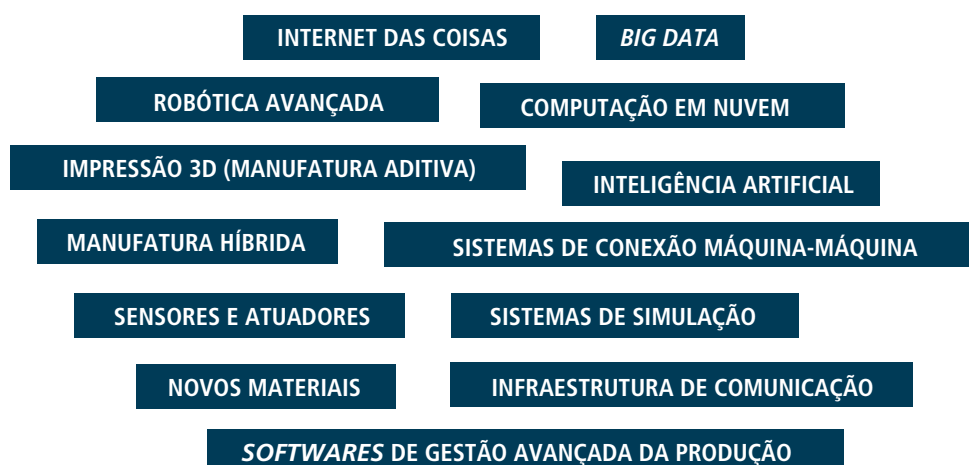 INTERNET DAS COISAS
BIG DATA
ROBÓTICA AVANÇADA
COMPUTAÇÃO EM NUVEM
IMPRESSÃO 3D (MANUFATURA ADITIVA)
INTELIGÊNCIA ARTIFICIAL
MANUFATURA HÍBRIDA
SISTEMAS DE CONEXÃO MÁQUINA-MÁQUINA
SENSORES E ATUADORES
SISTEMAS DE SIMULAÇÃO
NOVOS MATERIAIS
INFRAESTRUTURA DE COMUNICAÇÃO
SOFTWARES DE GESTÃO AVANÇADA DA PRODUÇÃO